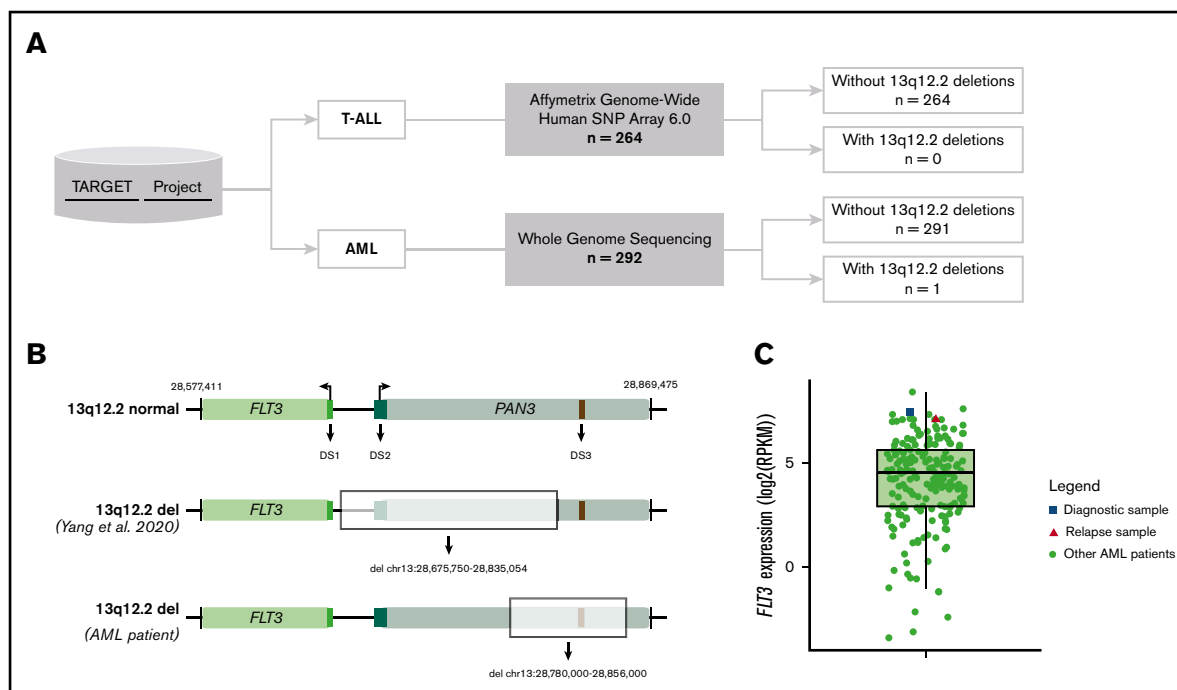 A
TARGET Project
T-ALL
Affymetrix Genome-Wide
Human SNP Array 6.0
n = 264
Without 13q12.2 deletions
n = 264
With 13q12.2 deletions
n = 0
AML
Whole Genome Sequencing
n = 292
Without 13q12.2 deletions
n = 291
With 13q12.2 deletions
n = 1
B
28,577,411
28,869,475
13q12.2 normal
FLT3
PAN3
DS1
DS2
DS3
13q12.2 del
(Yang et al. 2020)
FLT3
del chr13:28,675,750-28,835,054
13q12.2 del
(AML patient)
FLT3
del chr13:28,780,000-28,856,000
C
FLT3 expression (log2(RPKM))
5
0
Legend
Diagnostic sample
Relapse sample
Other AML patients